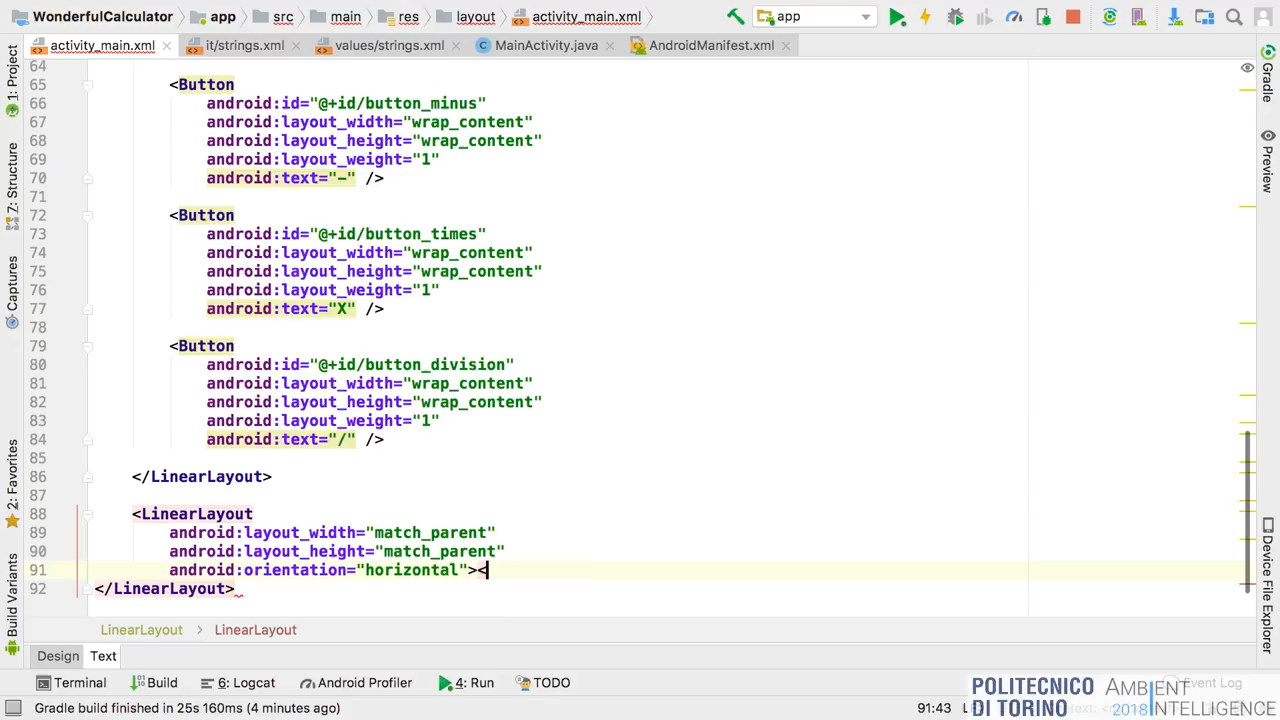 WonderfulCalculator app src main res layout activity_main.xml app
activity_main.xml it/strings.xml values/strings.xml MainActivity.java AndroidManifest.xml
64
65 <Button
66 android:id="@+id/button_minus"
67 android:layout_width="wrap_content"
68 android:layout_height="wrap_content"
69 android:layout_weight="1"
70 android:text="-" />
71
72 <Button
73 android:id="@+id/button_times"
74 android:layout_width="wrap_content"
75 android:layout_height="wrap_content"
76 android:layout_weight="1"
77 android:text="X" />
78
79 <Button
80 android:id="@+id/button_division"
81 android:layout_width="wrap_content"
82 android:layout_height="wrap_content"
83 android:layout_weight="1"
84 android:text="/" />
85
86 </LinearLayout>
87
88 <LinearLayout
89 android:layout_width="match_parent"
90 android:layout_height="match_parent"
91 android:orientation="horizontal"><
92 </LinearLayout>
1: Project
Z: Structure
Captures
2: Favorites
Build Variants
Gradle
Preview
Device File Explorer
LinearLayout > LinearLayout
Design Text
Terminal Build 6: Logcat Android Profiler 4: Run TODO Event Log
Gradle build finished in 25s 160ms (4 minutes ago) 91:43
POLITECNICO
DI TORINO
AMBIENT
2018 INTELLIGENCE